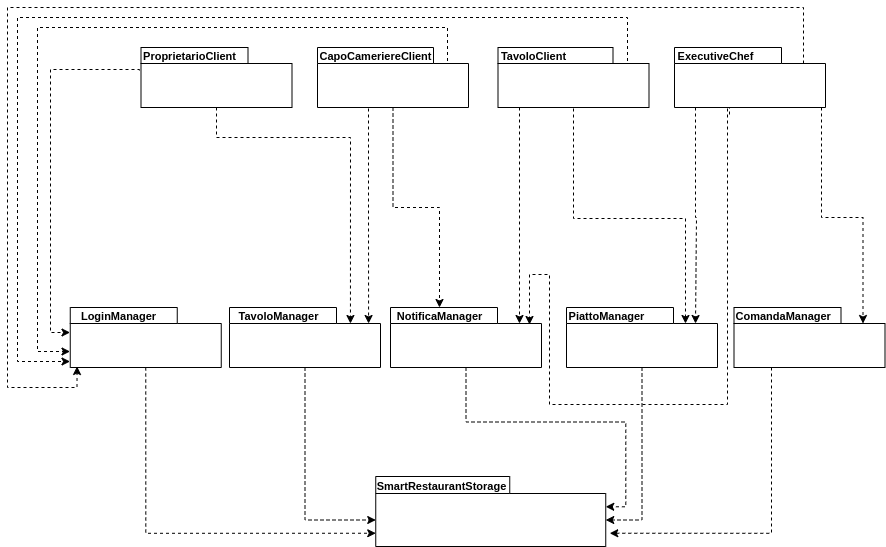 ProprietarioClient
CapoCameriereClient
TavoloClient
ExecutiveChef
LoginManager
TavoloManager
NotificaManager
PiattoManager
ComandaManager
SmartRestaurantStorage